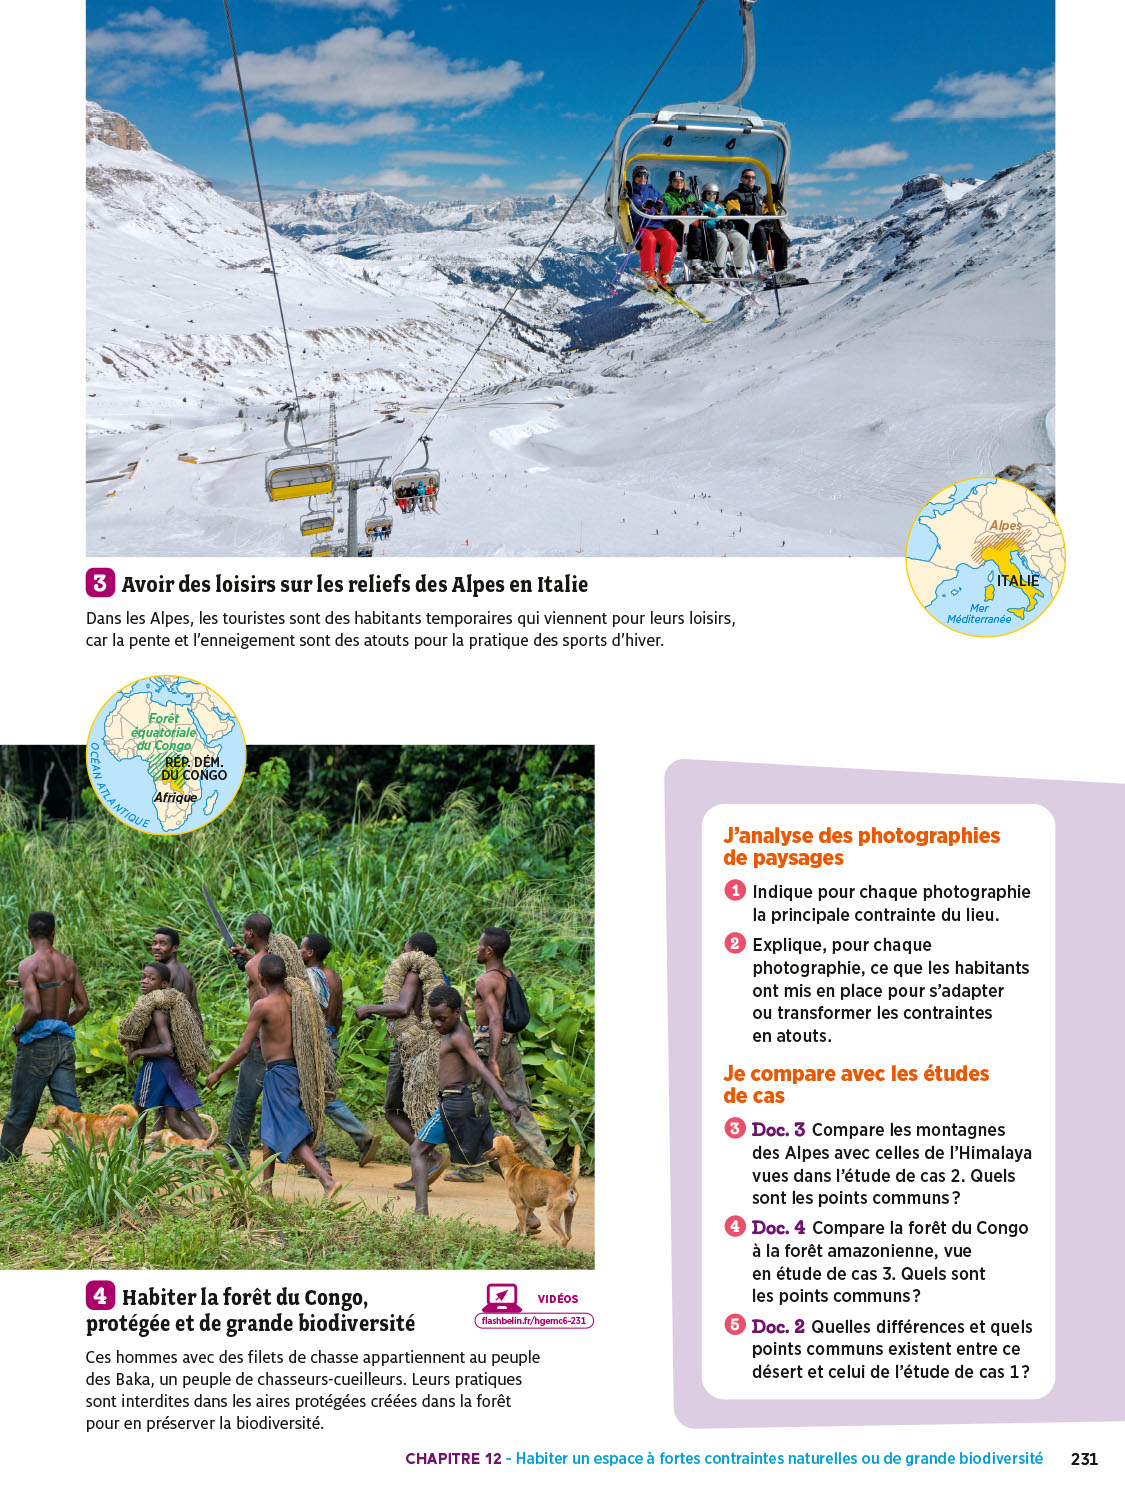 Alpes
ITALIE
Mer
Méditerranée
3 Avoir des loisirs sur les reliefs des Alpes en Italie
Dans les Alpes, les touristes sont des habitants temporaires qui viennent pour leurs loisirs,
car la pente et l'enneigement sont des atouts pour la pratique des sports d'hiver.
Forêt
équatoriale
du Congo
RÉP. DÉM.
DU CONGO
Afrique
OCÉAN ATLANTIQUE
4 Habiter la forêt du Congo,
protégée et de grande biodiversité
VIDÉOS
flashbelin.fr/hgemc6-231
Ces hommes avec des filets de chasse appartiennent au peuple
des Baka, un peuple de chasseurs-cueilleurs. Leurs pratiques
sont interdites dans les aires protégées créées dans la forêt
pour en préserver la biodiversité.
J'analyse des photographies
de paysages
1 Indique pour chaque photographie
la principale contrainte du lieu.
2 Explique, pour chaque
photographie, ce que les habitants
ont mis en place pour s'adapter
ou transformer les contraintes
en atouts.
Je compare avec les études
de cas
3 Doc. 3 Compare les montagnes
des Alpes avec celles de l'Himalaya
vues dans l'étude de cas 2. Quels
sont les points communs ?
4 Doc. 4 Compare la forêt du Congo
à la forêt amazonienne, vue
en étude de cas 3. Quels sont
les points communs ?
5 Doc. 2 Quelles différences et quels
points communs existent entre ce
désert et celui de l'étude de cas 1 ?
CHAPITRE 12 - Habiter un espace à fortes contraintes naturelles ou de grande biodiversité 231